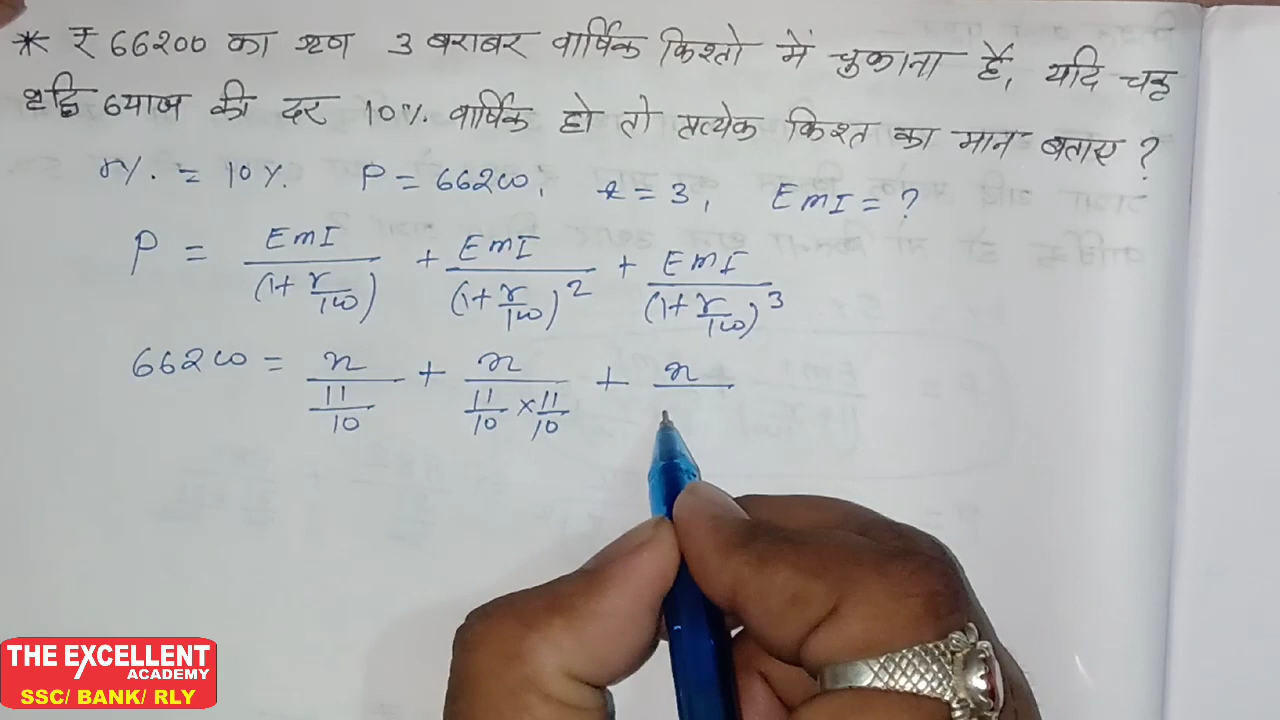 * ₹ 66200 का ऋण 3 बराबर वार्षिक किश्तो में चुकाना है, यदि चक्र
वृद्धि ब्याज की दर 10%. वार्षिक हो तो प्रत्येक किश्त का मान बताए ?
r%. = 10%. P = 66200; t = 3, EmI = ?
P = EmI/(1+r/100) + EmI/(1+r/100)^2 + EmI/(1+r/100)^3
66200 = x/(11/10) + x/(11/10 × 11/10) + x
THE EXCELLENT
ACADEMY
SSC/ BANK/ RLY